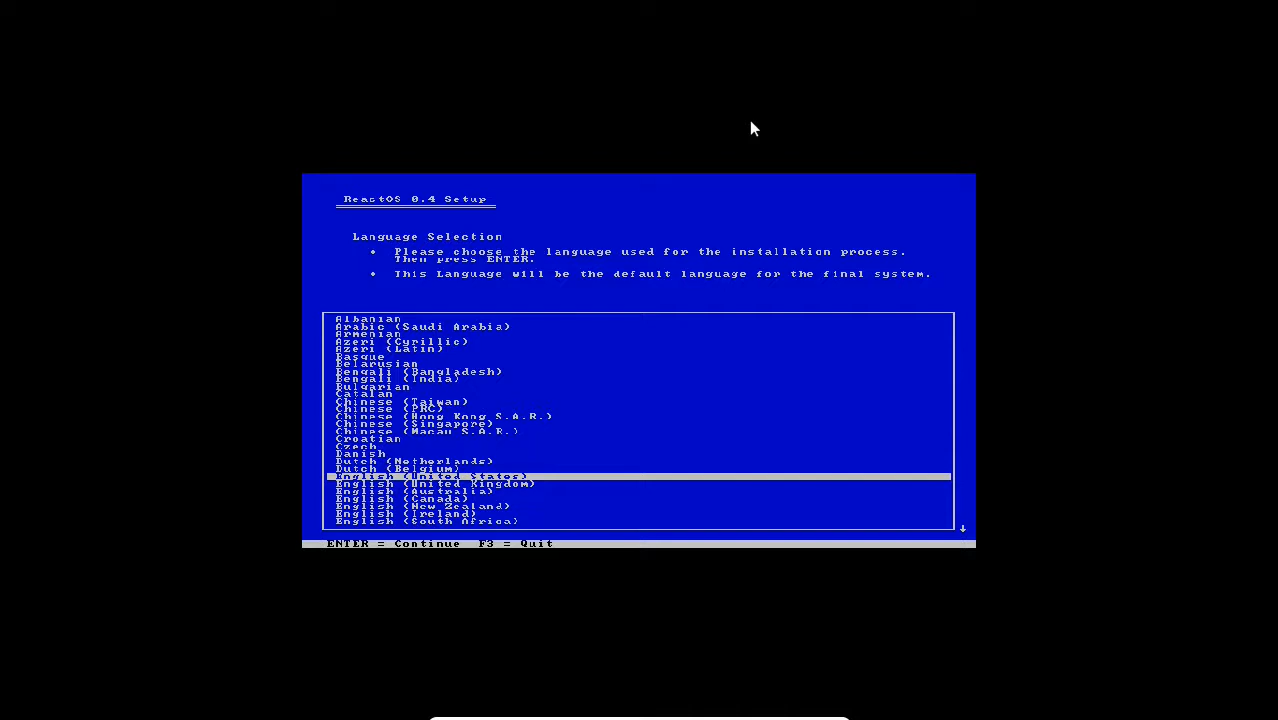 ReactOS 0.4 Setup
Language Selection
• Please choose the language used for the installation process.
Then press ENTER.
• This Language will be the default language for the final system.
Albanian
Arabic (Saudi Arabia)
Armenian
Azeri (Cyrillic)
Azeri (Latin)
Basque
Belarusian
Bengali (Bangladesh)
Bengali (India)
Bulgarian
Catalan
Chinese (Taiwan)
Chinese (PRC)
Chinese (Hong Kong S.A.R.)
Chinese (Singapore)
Chinese (Macau S.A.R.)
Croatian
Czech
Danish
Dutch (Netherlands)
Dutch (Belgium)
English (United States)
English (United Kingdom)
English (Australia)
English (Canada)
English (New Zealand)
English (Ireland)
English (South Africa)
ENTER = Continue F3 = Quit